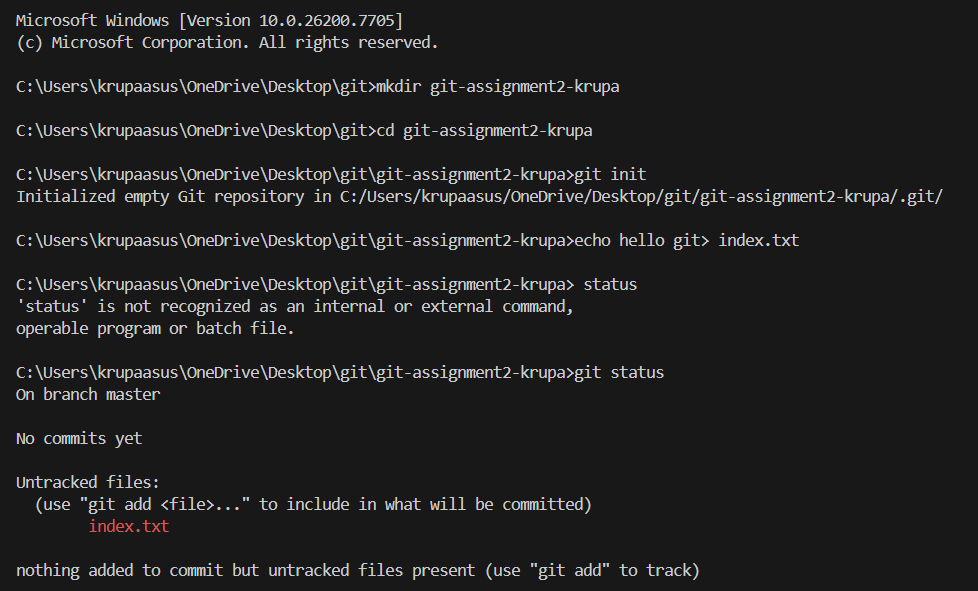 Microsoft Windows [Version 10.0.26200.7705]
(c) Microsoft Corporation. All rights reserved.
C:\Users\krupaasus\OneDrive\Desktop\git>mkdir git-assignment2-krupa
C:\Users\krupaasus\OneDrive\Desktop\git>cd git-assignment2-krupa
C:\Users\krupaasus\OneDrive\Desktop\git\git-assignment2-krupa>git init
Initialized empty Git repository in C:/Users/krupaasus/OneDrive/Desktop/git/git-assignment2-krupa/.git/
C:\Users\krupaasus\OneDrive\Desktop\git\git-assignment2-krupa>echo hello git> index.txt
C:\Users\krupaasus\OneDrive\Desktop\git\git-assignment2-krupa> status
'status' is not recognized as an internal or external command,
operable program or batch file.
C:\Users\krupaasus\OneDrive\Desktop\git\git-assignment2-krupa>git status
On branch master
No commits yet
Untracked files:
  (use "git add <file>..." to include in what will be committed)
        index.txt
nothing added to commit but untracked files present (use "git add" to track)